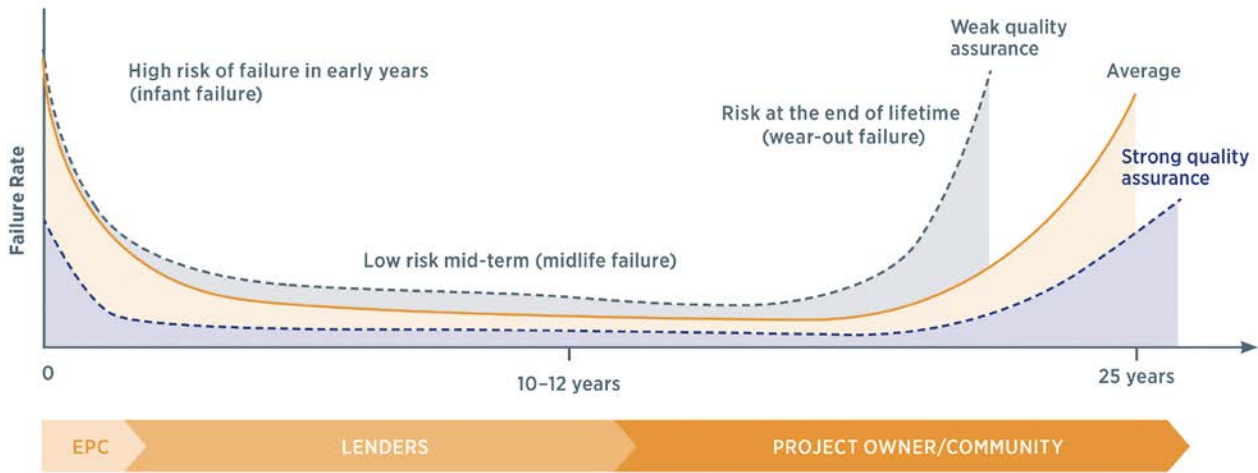 Weak quality
assurance
High risk of failure in early years
(infant failure)
Average
Risk at the end of lifetime
(wear-out failure)
Strong quality
assurance
Failure Rate
Low risk mid-term (midlife failure)
0
10–12 years
25 years
EPC
LENDERS
PROJECT OWNER/COMMUNITY